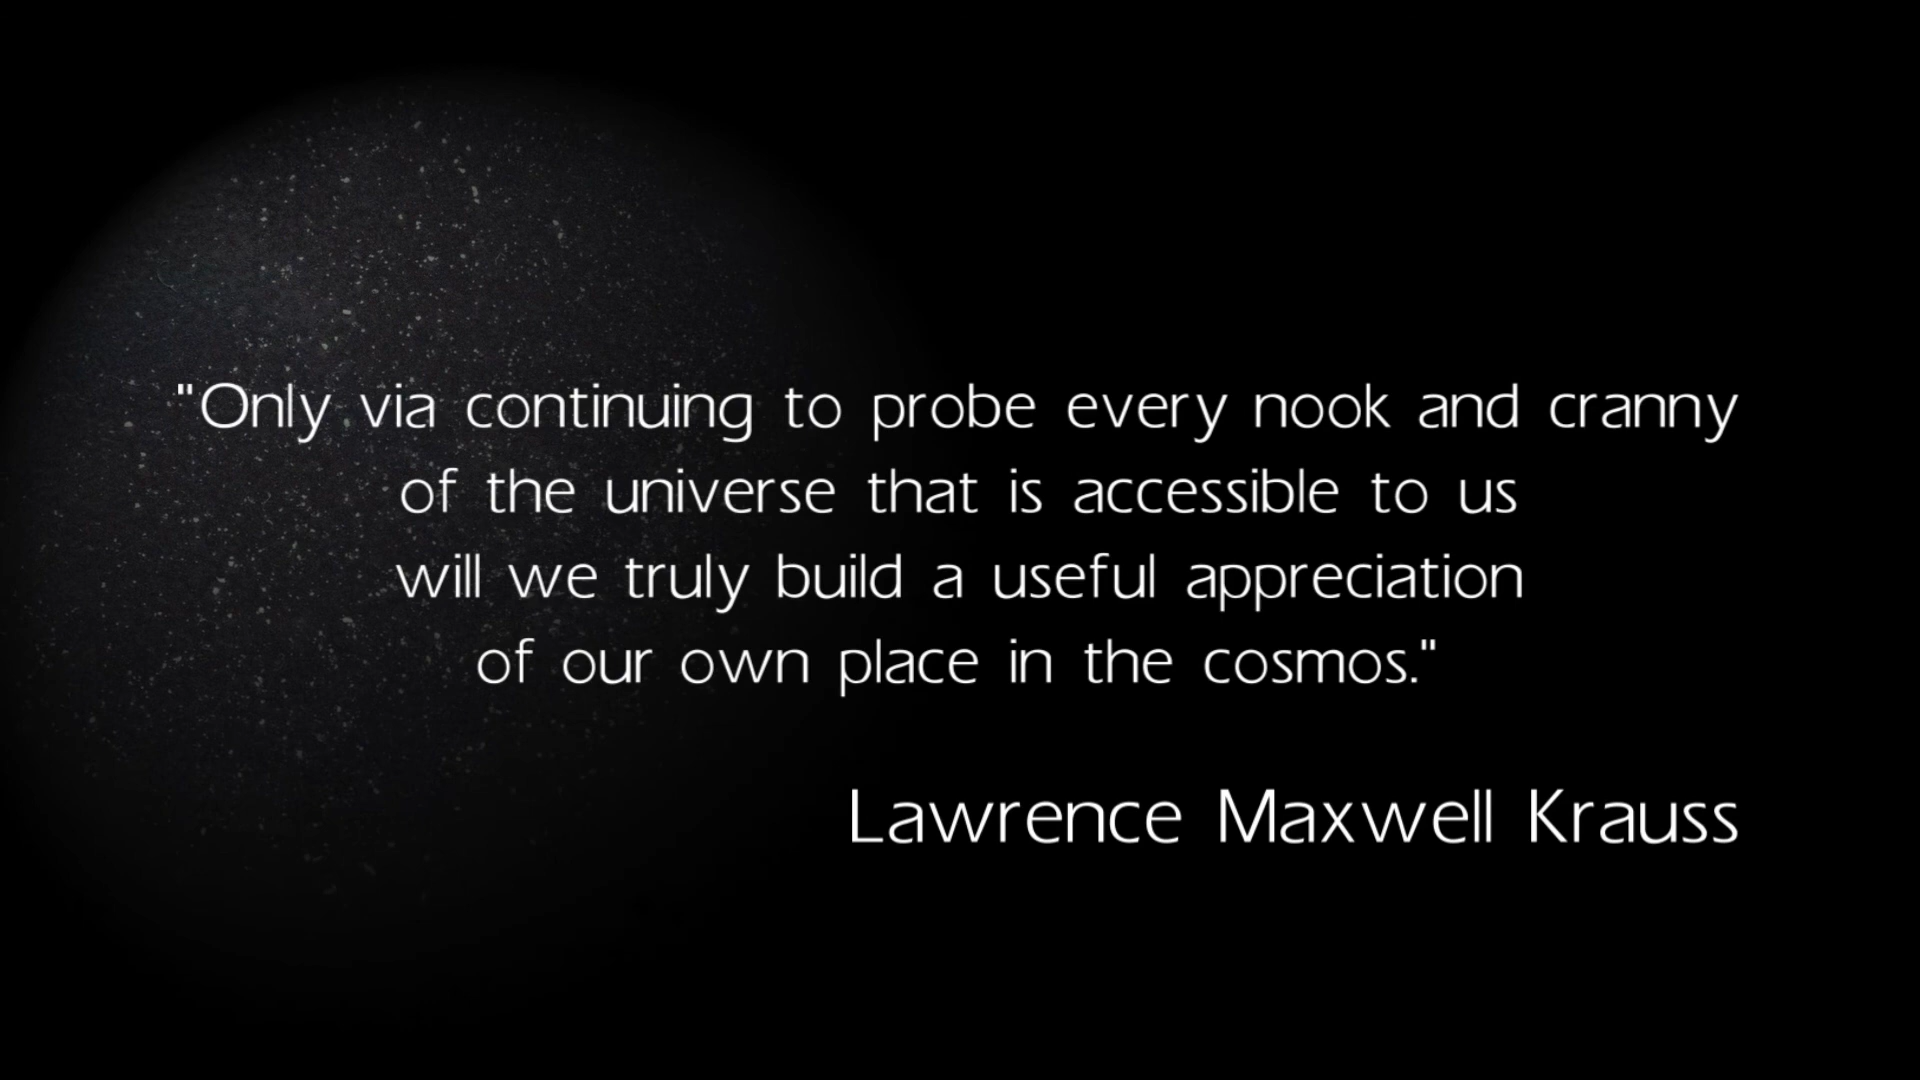 "Only via continuing to probe every nook and cranny
of the universe that is accessible to us
will we truly build a useful appreciation
of our own place in the cosmos."
Lawrence Maxwell Krauss